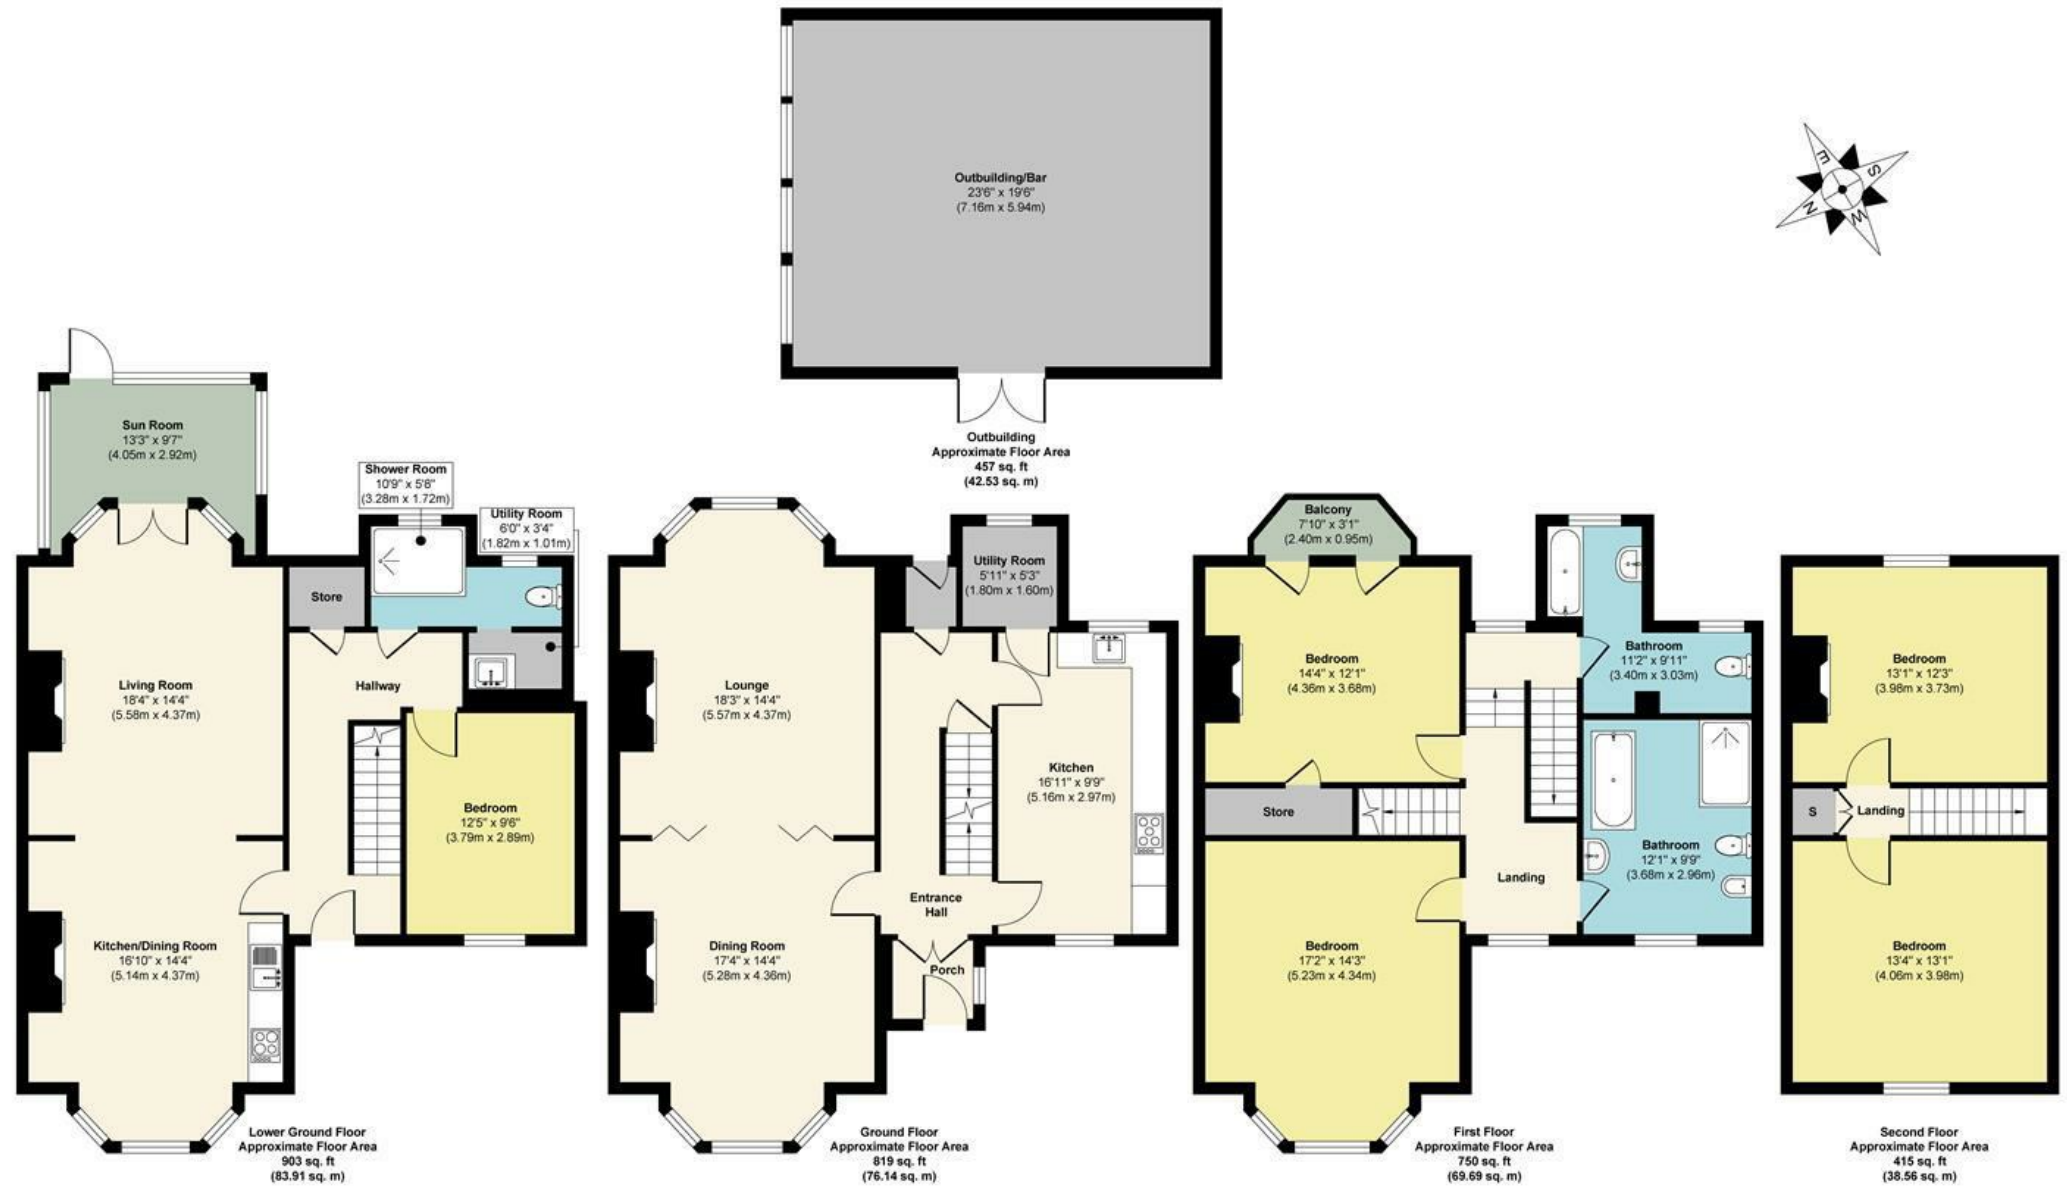 Outbuilding/Bar
23'6" x 19'6"
(7.16m x 5.94m)
Outbuilding
Approximate Floor Area
457 sq. ft
(42.53 sq. m)
E
S
N
W
Sun Room
13'3" x 9'7"
(4.05m x 2.92m)
Shower Room
10'9" x 5'8"
(3.28m x 1.72m)
Utility Room
6'0" x 3'4"
(1.82m x 1.01m)
Store
Hallway
Living Room
18'4" x 14'4"
(5.58m x 4.37m)
Bedroom
12'5" x 9'6"
(3.79m x 2.89m)
Kitchen/Dining Room
16'10" x 14'4"
(5.14m x 4.37m)
Lower Ground Floor
Approximate Floor Area
903 sq. ft
(83.91 sq. m)
Utility Room
5'11" x 5'3"
(1.80m x 1.60m)
Lounge
18'3" x 14'4"
(5.57m x 4.37m)
Kitchen
16'11" x 9'9"
(5.16m x 2.97m)
Entrance
Hall
Dining Room
17'4" x 14'4"
(5.28m x 4.36m)
Porch
Ground Floor
Approximate Floor Area
819 sq. ft
(76.14 sq. m)
Balcony
7'10" x 3'1"
(2.40m x 0.95m)
Bedroom
14'4" x 12'1"
(4.36m x 3.68m)
Bathroom
11'2" x 9'11"
(3.40m x 3.03m)
Store
Bathroom
12'1" x 9'9"
(3.68m x 2.96m)
Landing
Bedroom
17'2" x 14'3"
(5.23m x 4.34m)
First Floor
Approximate Floor Area
750 sq. ft
(69.69 sq. m)
Bedroom
13'1" x 12'3"
(3.98m x 3.73m)
S
Landing
Bedroom
13'4" x 13'1"
(4.06m x 3.98m)
Second Floor
Approximate Floor Area
415 sq. ft
(38.56 sq. m)